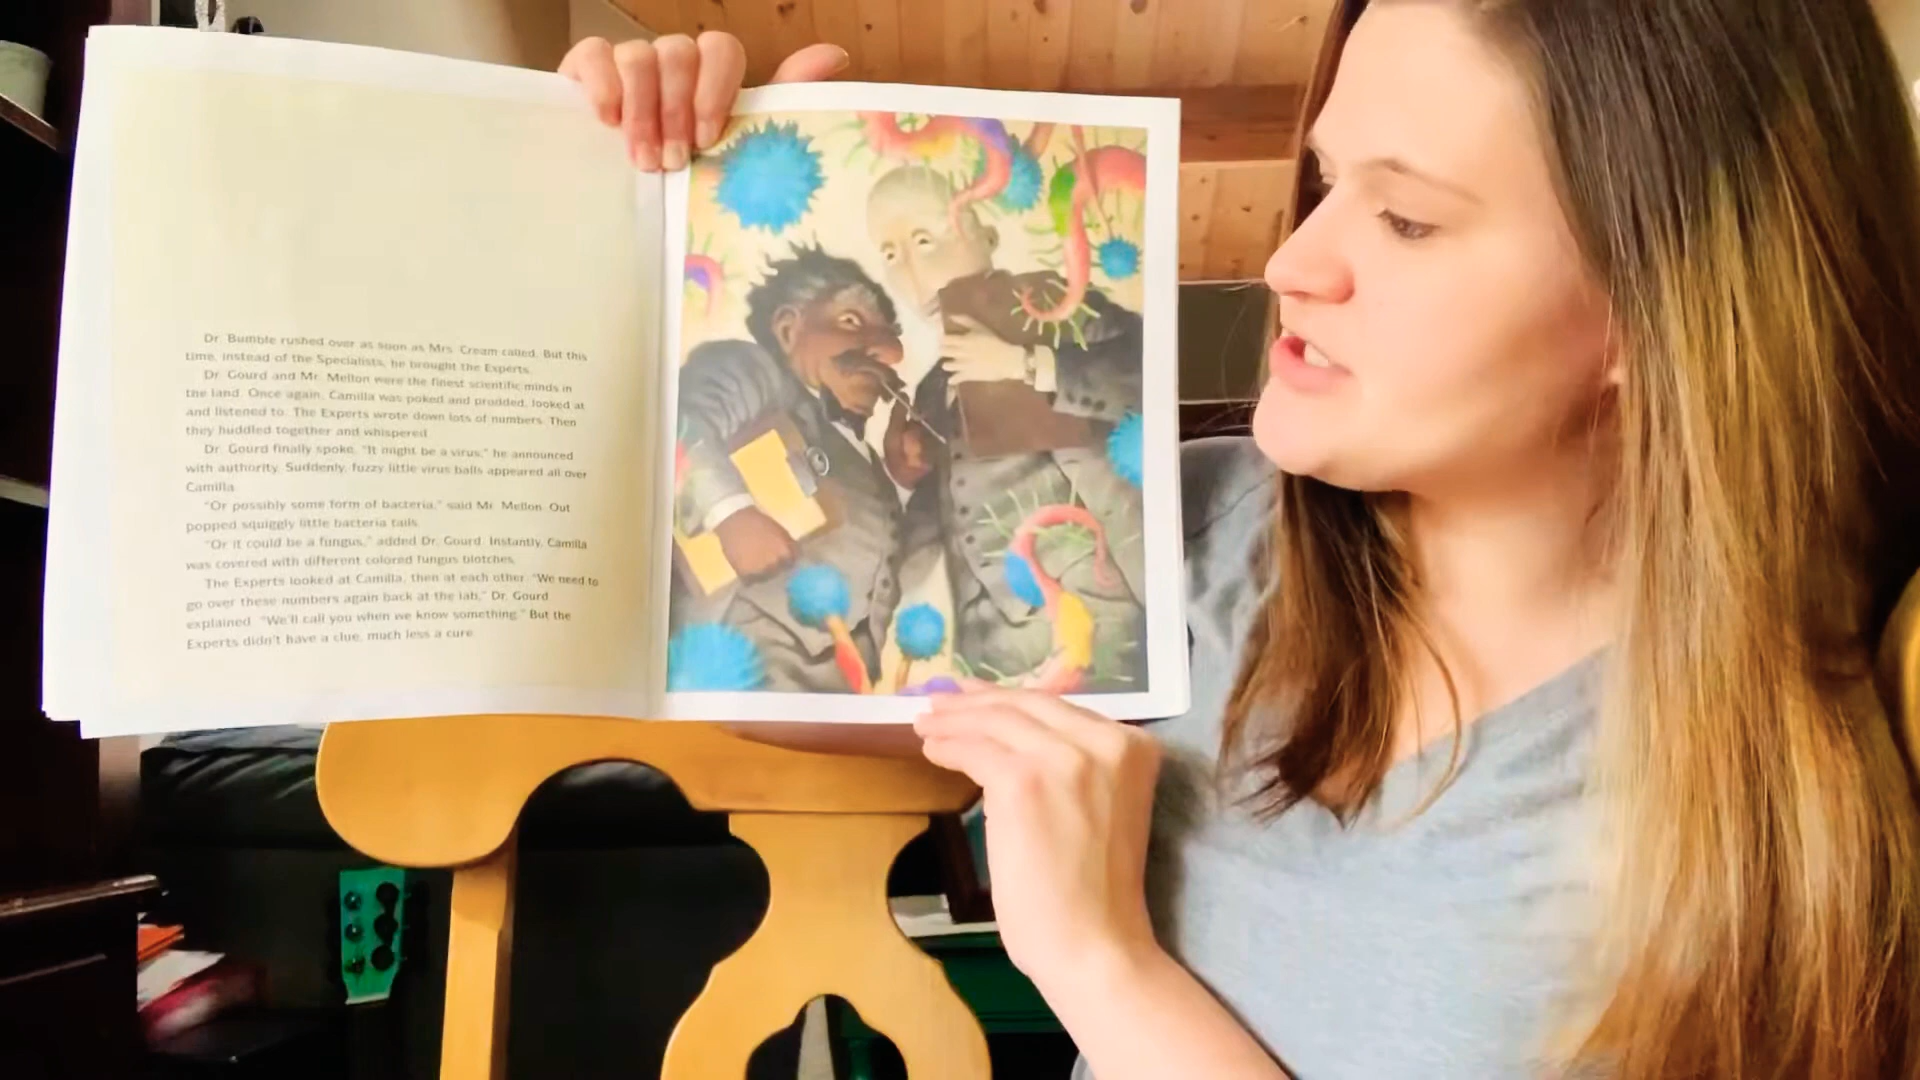 Dr. Bumble rushed over as soon as Mrs. Cream called. But this
time, instead of the Specialists, he brought the Experts.
Dr. Gourd and Mr. Mellon were the finest scientific minds in
the land. Once again, Camilla was poked and prodded, looked at
and listened to. The Experts wrote down lots of numbers. Then
they huddled together and whispered.
Dr. Gourd finally spoke. "It might be a virus," he announced
with authority. Suddenly, fuzzy little virus balls appeared all over
Camilla.
"Or possibly some form of bacteria," said Mr. Mellon. Out
popped squiggly little bacteria tails.
"Or it could be a fungus," added Dr. Gourd. Instantly, Camilla
was covered with different colored fungus blotches.
The Experts looked at Camilla, then at each other. "We need to
go over these numbers again back at the lab," Dr. Gourd
explained. "We'll call you when we know something." But the
Experts didn't have a clue, much less a cure.